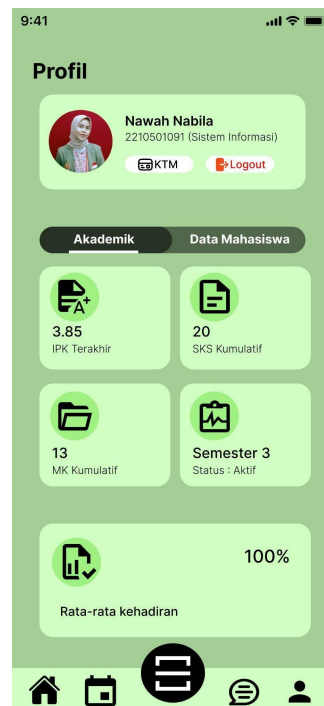 9:41
Profil
Nawah Nabila
2210501091 (Sistem Informasi)
KTM
Logout
Akademik
Data Mahasiswa
A+
3.85
IPK Terakhir
20
SKS Kumulatif
13
MK Kumulatif
Semester 3
Status : Aktif
100%
Rata-rata kehadiran